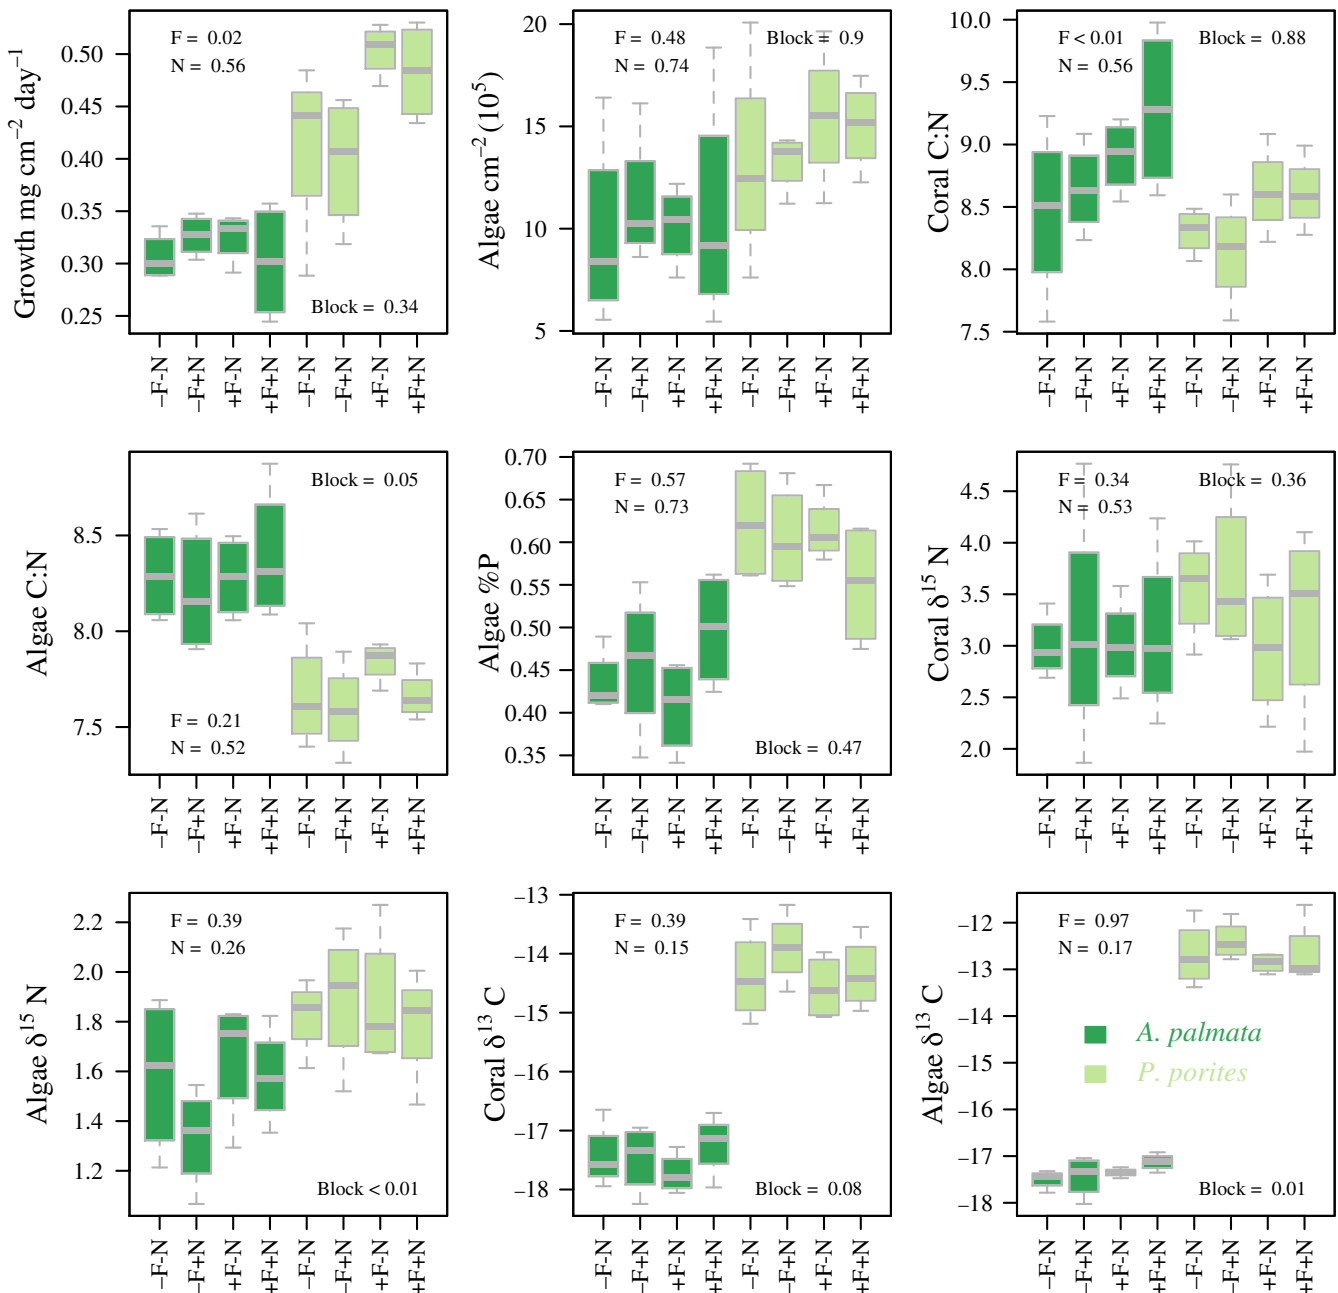 Growth mg cm⁻² day⁻¹
0.50
0.45
0.40
0.35
0.30
0.25
F = 0.02
N = 0.56
Block = 0.34
−F-N
−F+N
+F-N
+F+N
−F-N
−F+N
+F-N
+F+N
Algae cm⁻² (10⁵)
20
15
10
5
F = 0.48
N = 0.74
Block = 0.9
−F-N
−F+N
+F-N
+F+N
−F-N
−F+N
+F-N
+F+N
Coral C:N
10.0
9.5
9.0
8.5
8.0
7.5
F < 0.01
N = 0.56
Block = 0.88
−F-N
−F+N
+F-N
+F+N
−F-N
−F+N
+F-N
+F+N
Algae C:N
8.5
8.0
7.5
Block = 0.05
F = 0.21
N = 0.52
−F-N
−F+N
+F-N
+F+N
−F-N
−F+N
+F-N
+F+N
Algae %P
0.70
0.65
0.60
0.55
0.50
0.45
0.40
0.35
F = 0.57
N = 0.73
Block = 0.47
−F-N
−F+N
+F-N
+F+N
−F-N
−F+N
+F-N
+F+N
Coral δ¹⁵ N
4.5
4.0
3.5
3.0
2.5
2.0
F = 0.34
N = 0.53
Block = 0.36
−F-N
−F+N
+F-N
+F+N
−F-N
−F+N
+F-N
+F+N
Algae δ¹⁵ N
2.2
2.0
1.8
1.6
1.4
1.2
F = 0.39
N = 0.26
Block < 0.01
−F-N
−F+N
+F-N
+F+N
−F-N
−F+N
+F-N
+F+N
Coral δ¹³ C
−13
−14
−15
−16
−17
−18
F = 0.39
N = 0.15
Block = 0.08
−F-N
−F+N
+F-N
+F+N
−F-N
−F+N
+F-N
+F+N
Algae δ¹³ C
−12
−13
−14
−15
−16
−17
−18
F = 0.97
N = 0.17
A. palmata
P. porites
Block = 0.01
−F-N
−F+N
+F-N
+F+N
−F-N
−F+N
+F-N
+F+N